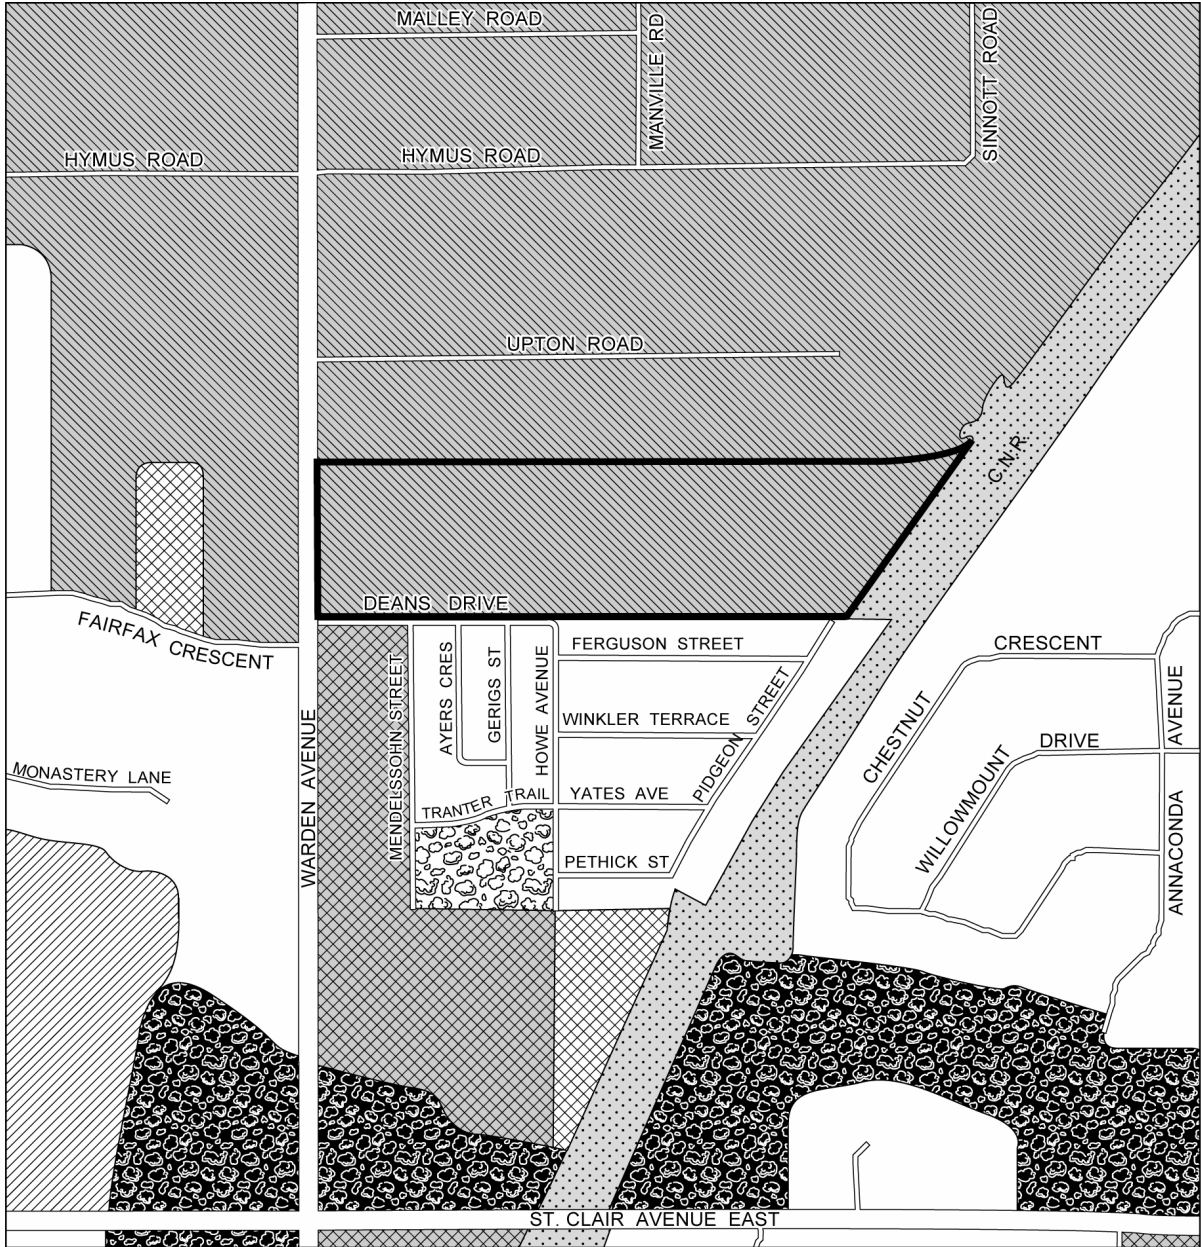 MALLEY ROAD
MANVILLE RD
SINNOTT ROAD
HYMUS ROAD
HYMUS ROAD
UPTON ROAD
C.N.R.
DEANS DRIVE
FAIRFAX CRESCENT
FERGUSON STREET
CRESCENT
MENDELSSOHN STREET
AYERS CRES
GERIGS ST
HOWE AVENUE
WINKLER TERRACE
PIDGEON STREET
CHESTNUT
WILLOWMOUNT
DRIVE
AVENUE
WARDEN AVENUE
MONASTERY LANE
TRANTER TRAIL
YATES AVE
ANNACONDA
PETHICK ST
ST. CLAIR AVENUE EAST